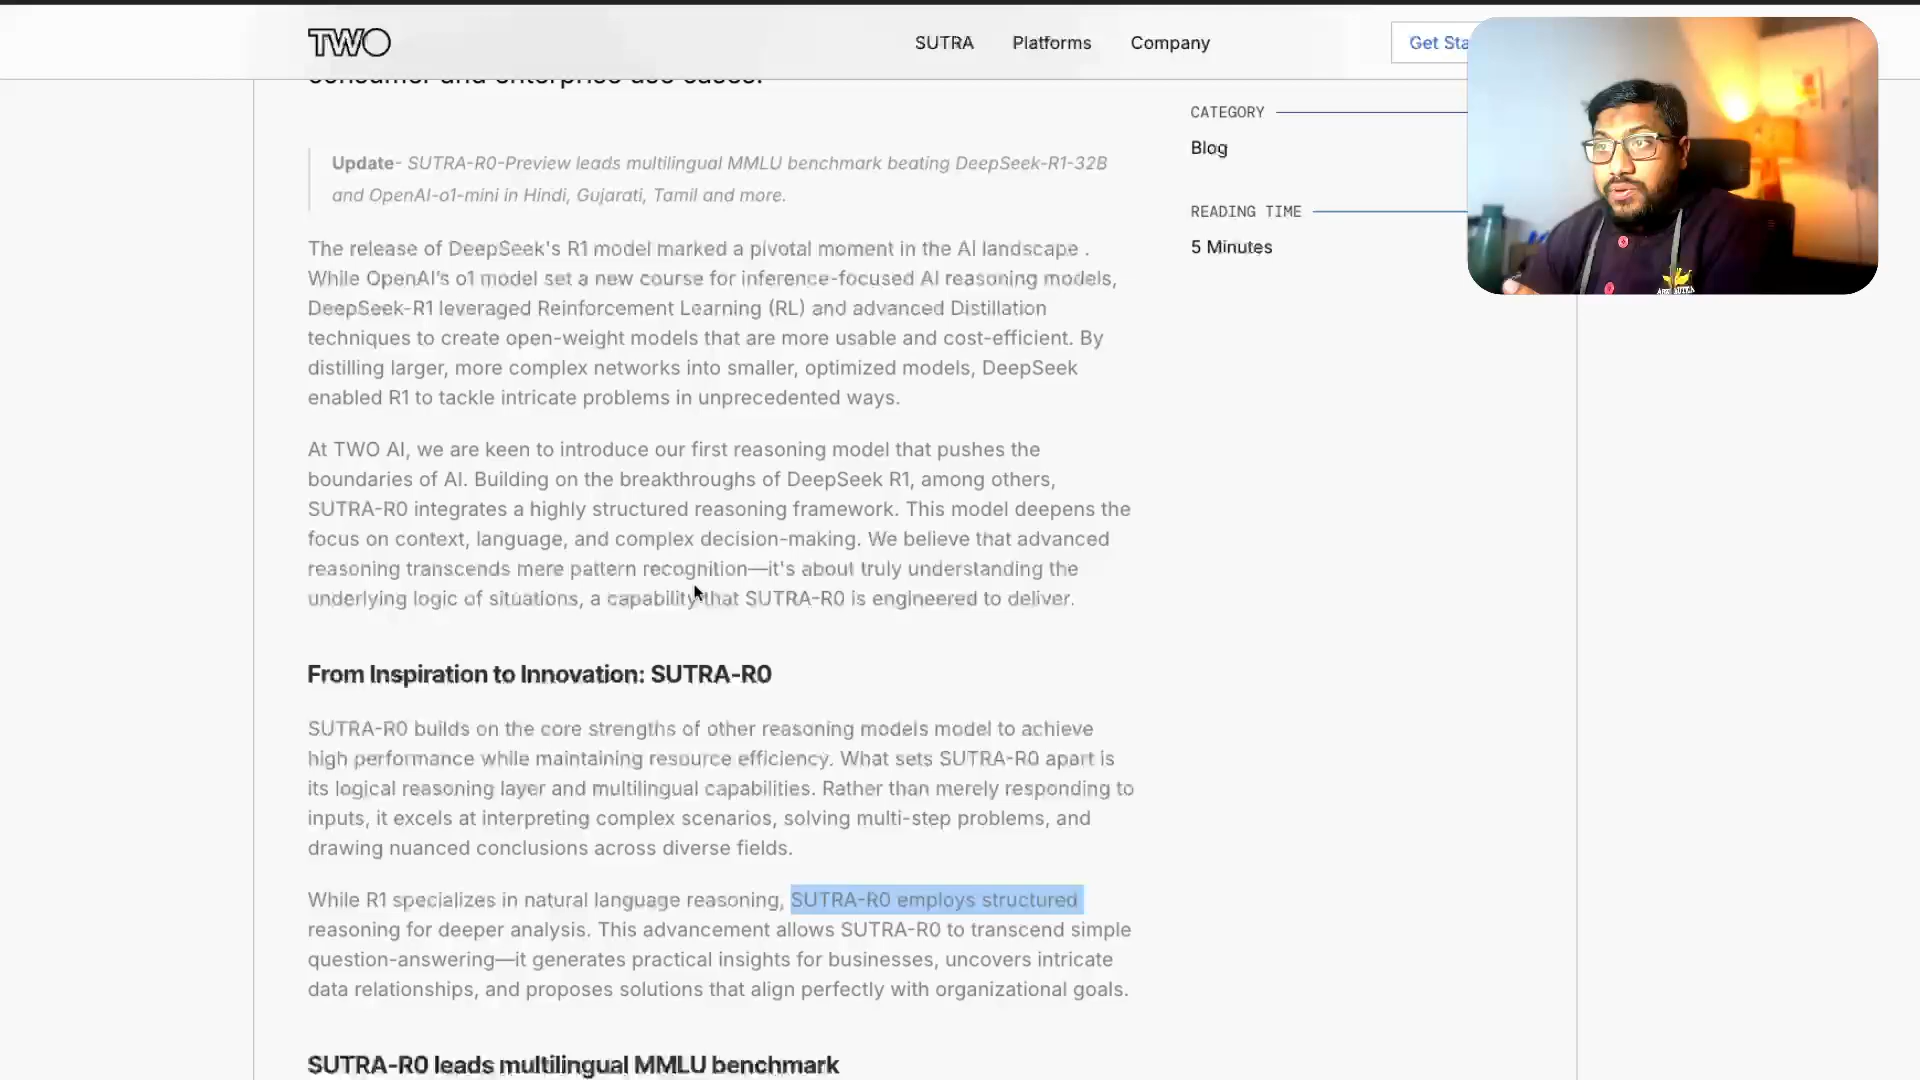 TWO
SUTRA
Platforms
Company
Get Sta
consumer and enterprise use cases.
CATEGORY
Blog
READING TIME
5 Minutes
Update- SUTRA-R0-Preview leads multilingual MMLU benchmark beating DeepSeek-R1-32B
and OpenAI-o1-mini in Hindi, Gujarati, Tamil and more.
The release of DeepSeek's R1 model marked a pivotal moment in the AI landscape .
While OpenAI's o1 model set a new course for inference-focused AI reasoning models,
DeepSeek-R1 leveraged Reinforcement Learning (RL) and advanced Distillation
techniques to create open-weight models that are more usable and cost-efficient. By
distilling larger, more complex networks into smaller, optimized models, DeepSeek
enabled R1 to tackle intricate problems in unprecedented ways.
At TWO AI, we are keen to introduce our first reasoning model that pushes the
boundaries of AI. Building on the breakthroughs of DeepSeek R1, among others,
SUTRA-R0 integrates a highly structured reasoning framework. This model deepens the
focus on context, language, and complex decision-making. We believe that advanced
reasoning transcends mere pattern recognition—it's about truly understanding the
underlying logic of situations, a capability that SUTRA-R0 is engineered to deliver.
From Inspiration to Innovation: SUTRA-R0
SUTRA-R0 builds on the core strengths of other reasoning models model to achieve
high performance while maintaining resource efficiency. What sets SUTRA-R0 apart is
its logical reasoning layer and multilingual capabilities. Rather than merely responding to
inputs, it excels at interpreting complex scenarios, solving multi-step problems, and
drawing nuanced conclusions across diverse fields.
While R1 specializes in natural language reasoning, SUTRA-R0 employs structured
reasoning for deeper analysis. This advancement allows SUTRA-R0 to transcend simple
question-answering—it generates practical insights for businesses, uncovers intricate
data relationships, and proposes solutions that align perfectly with organizational goals.
SUTRA-R0 leads multilingual MMLU benchmark